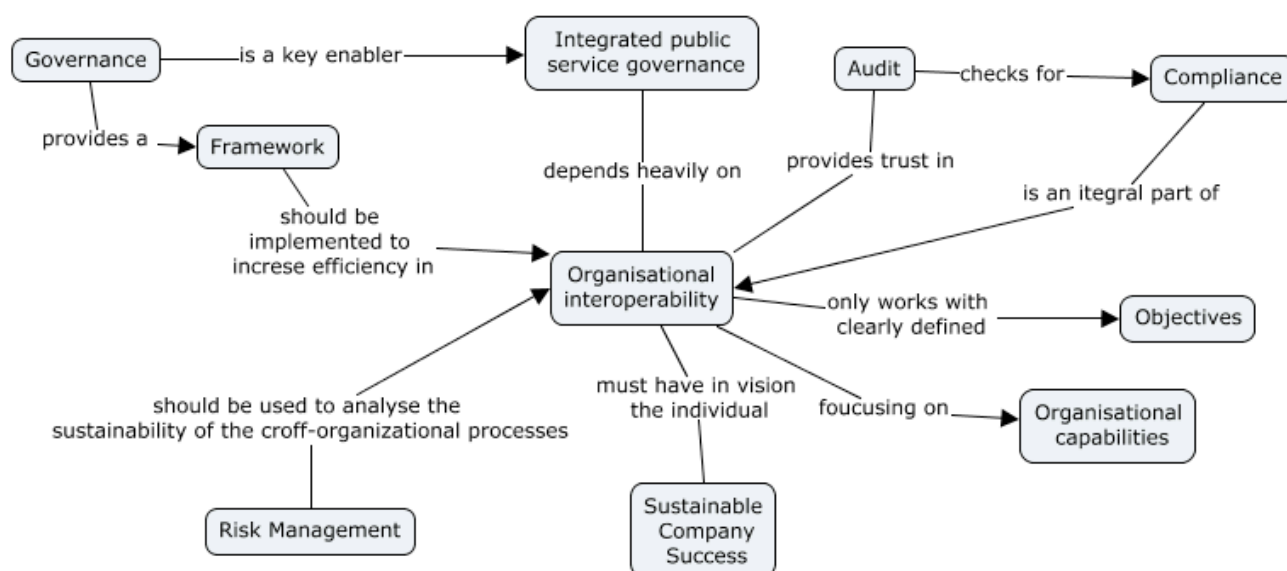 Governance
is a key enabler
Integrated public
service governance
Audit
checks for
Compliance
provides a
Framework
depends heavily on
provides trust in
is an itegral part of
should be
implemented to
increse efficiency in
Organisational
interoperability
only works with
clearly defined
Objectives
should be used to analyse the
sustainability of the croff-organizational processes
must have in vision
the individual
foucusing on
Organisational
capabilities
Risk Management
Sustainable
Company
Success